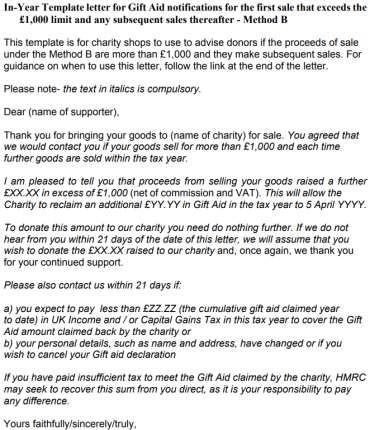 In-Year Template letter for Gift Aid notifications for the first sale that exceeds the
£1,000 limit and any subsequent sales thereafter - Method B
This template is for charity shops to use to advise donors if the proceeds of sale
under the Method B are more than £1,000 and they make subsequent sales. For
guidance on when to use this letter, follow the link at the end of the letter.
Please note- the text in italics is compulsory.
Dear (name of supporter),
Thank you for bringing your goods to (name of charity) for sale. You agreed that
we would contact you if your goods sell for more than £1,000 and each time
further goods are sold within the tax year.
I am pleased to tell you that proceeds from selling your goods raised a further
£XX.XX in excess of £1,000 (net of commission and VAT). This will allow the
Charity to reclaim an additional £YY.YY in Gift Aid in the tax year to 5 April YYYY.
To donate this amount to our charity you need do nothing further. If we do not
hear from you within 21 days of the date of this letter, we will assume that you
wish to donate the £XX.XX raised to our charity and, once again, we thank you
for your continued support.
Please also contact us within 21 days if:
a) you expect to pay less than £ZZ.ZZ (the cumulative gift aid claimed year
to date) in UK Income and / or Capital Gains Tax in this tax year to cover the Gift
Aid amount claimed back by the charity or
b) your personal details, such as name and address, have changed or if you
wish to cancel your Gift aid declaration
If you have paid insufficient tax to meet the Gift Aid claimed by the charity, HMRC
may seek to recover this sum from you direct, as it is your responsibility to pay
any difference.
Yours faithfully/sincerely/truly,